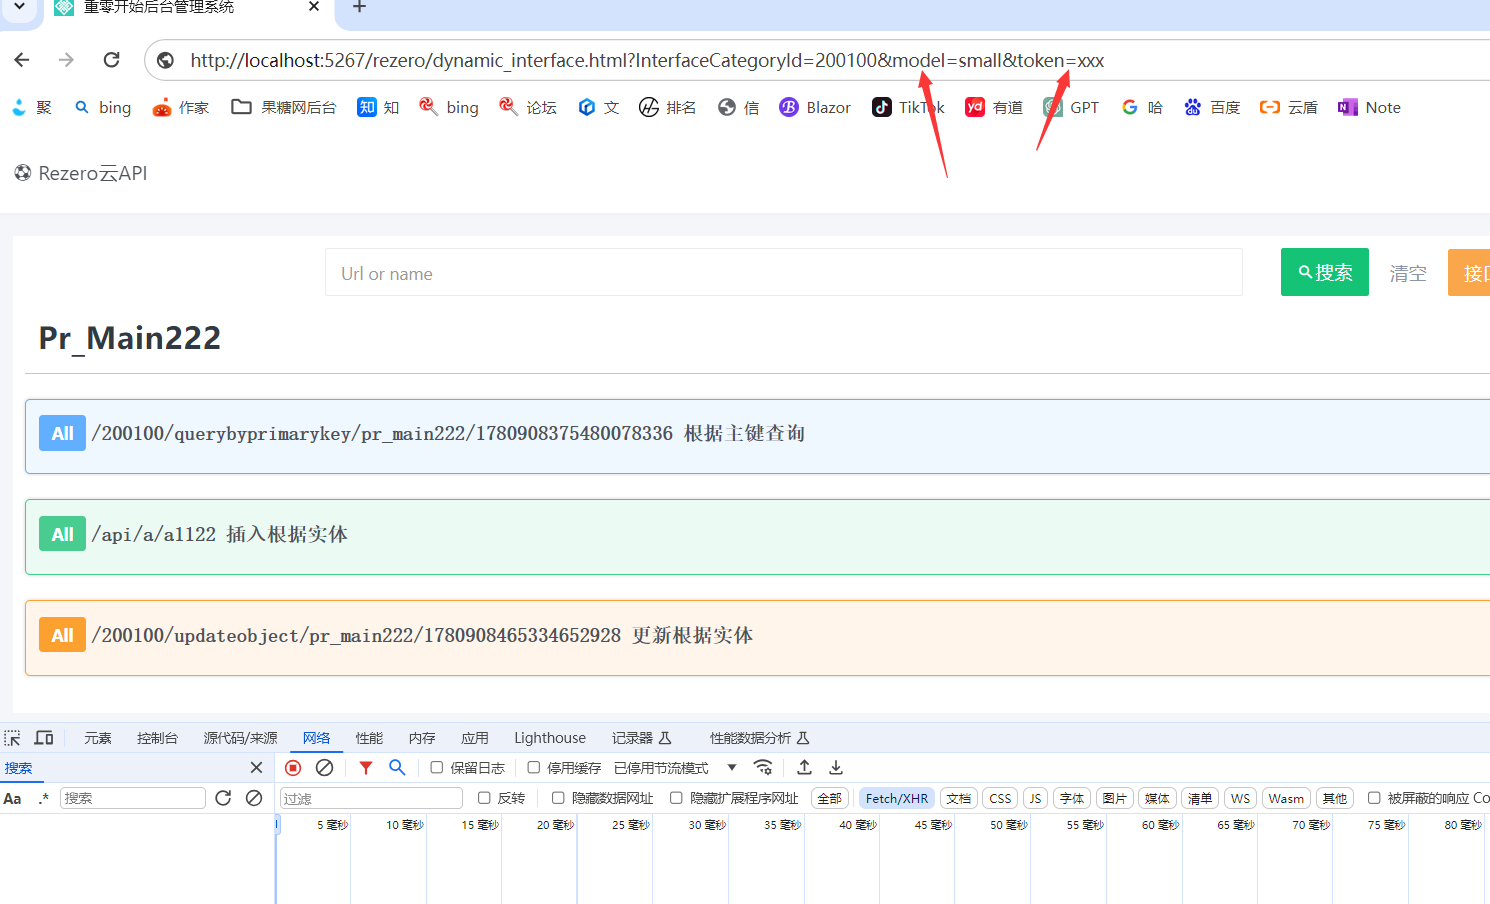 重零开始后台管理系统
http://localhost:5267/rezero/dynamic_interface.html?InterfaceCategoryId=200100&model=small&token=xxx
聚 bing 作家 果糖网后台 知 知 bing 论坛 文 排名 信 B Blazor TikTok yd 有道 GPT 哈 百度 云盾 N Note
Rezero云API
Url or name 搜索 清空
Pr_Main222
All /200100/querybyprimarykey/pr_main222/1780908375480078336 根据主键查询
All /api/a/a1122 插入根据实体
All /200100/updateobject/pr_main222/1780908465334652928 更新根据实体
元素 控制台 源代码/来源 网络 性能 内存 应用 Lighthouse 记录器 性能数据分析
搜索 保留日志 停用缓存 已停用节流模式
Aa .* 搜索 过滤 反转 隐藏数据网址 隐藏扩展程序网址 全部 Fetch/XHR 文档 CSS JS 字体 图片 媒体 清单 WS Wasm 其他 被屏蔽的响应 Co
5 毫秒 10 毫秒 15 毫秒 20 毫秒 25 毫秒 30 毫秒 35 毫秒 40 毫秒 45 毫秒 50 毫秒 55 毫秒 60 毫秒 65 毫秒 70 毫秒 75 毫秒 80 毫秒